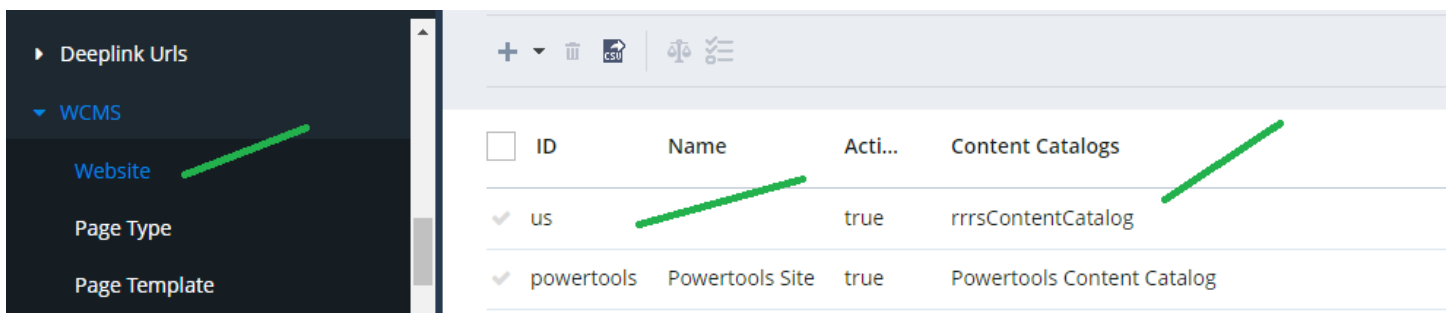 Deeplink Urls
WCMS
Website
Page Type
Page Template
CSV
ID Name Acti... Content Catalogs
us true rrrsContentCatalog
powertools Powertools Site true Powertools Content Catalog